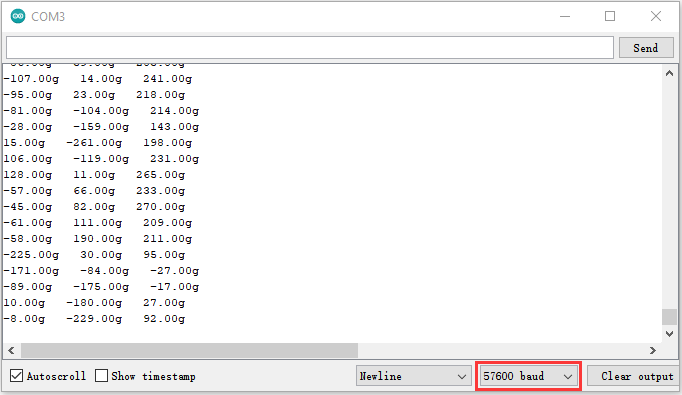 COM3
Send
-107.00g 14.00g 241.00g
-95.00g 23.00g 218.00g
-81.00g -104.00g 214.00g
-28.00g -159.00g 143.00g
15.00g -261.00g 198.00g
106.00g -119.00g 231.00g
128.00g 11.00g 265.00g
-57.00g 66.00g 233.00g
-45.00g 82.00g 270.00g
-61.00g 111.00g 209.00g
-58.00g 190.00g 211.00g
-225.00g 30.00g 95.00g
-171.00g -84.00g -27.00g
-89.00g -175.00g -17.00g
10.00g -180.00g 27.00g
-8.00g -229.00g 92.00g
Autoscroll Show timestamp Newline 57600 baud Clear output